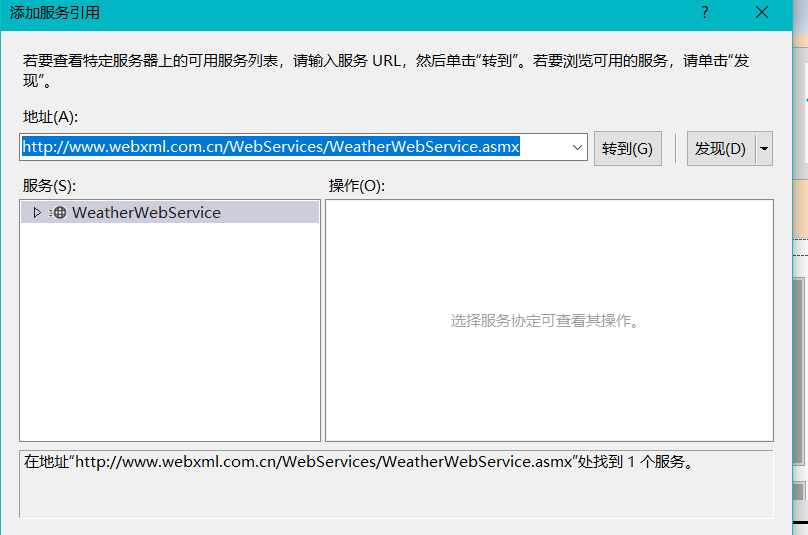 添加服务引用
?
若要查看特定服务器上的可用服务列表，请输入服务 URL，然后单击“转到”。若要浏览可用的服务，请单击“发
现”。
地址(A):
http://www.webxml.com.cn/WebServices/WeatherWebService.asmx 转到(G) 发现(D)
服务(S): 操作(O):
WeatherWebService
选择服务协定可查看其操作。
在地址“http://www.webxml.com.cn/WebServices/WeatherWebService.asmx”处找到 1 个服务。